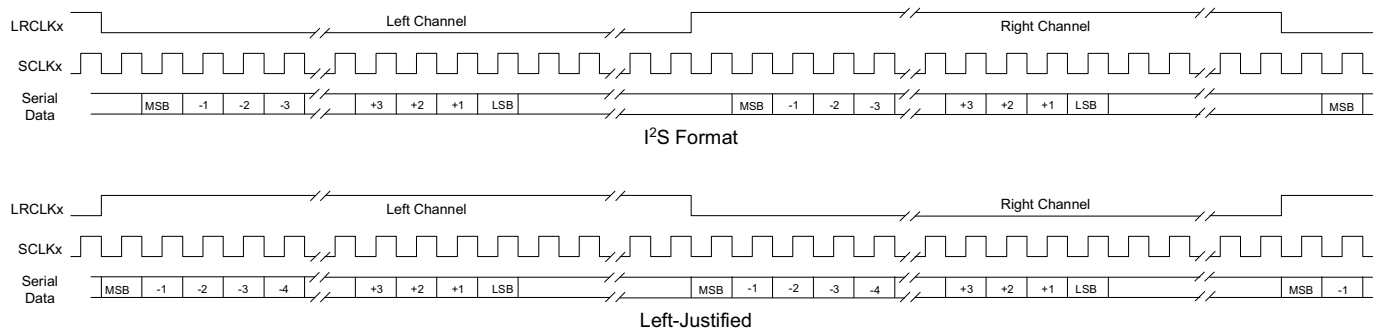 LRCLKx Left Channel Right Channel
SCLKx
Serial Data MSB -1 -2 -3 +3 +2 +1 LSB MSB -1 -2 -3 +3 +2 +1 LSB MSB
I²S Format
LRCLKx Left Channel Right Channel
SCLKx
Serial Data MSB -1 -2 -3 -4 +3 +2 +1 LSB MSB -1 -2 -3 -4 +3 +2 +1 LSB MSB -1
Left-Justified